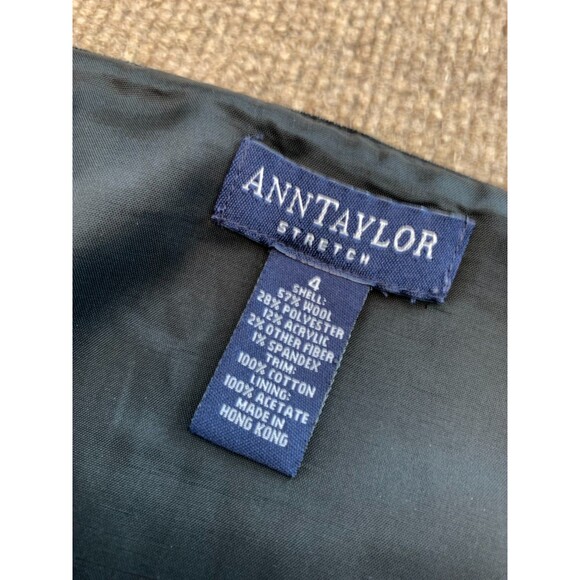 ANNTAYLOR
STRETCH
4
SHELL:
57% WOOL
28% POLYESTER
12% ACRYLIC
2% OTHER FIBER
1% SPANDEX
TRIM:
100% COTTON
LINING:
100% ACETATE
MADE IN
HONG KONG